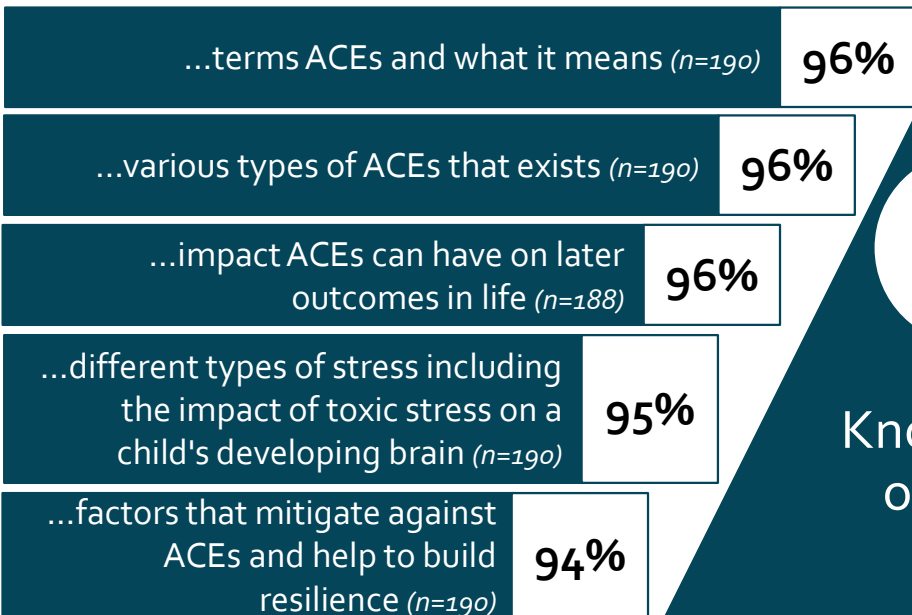 ...terms ACEs and what it means (n=190) 96%
...various types of ACEs that exists (n=190) 96%
...impact ACEs can have on later
outcomes in life (n=188) 96%
...different types of stress including
the impact of toxic stress on a
child's developing brain (n=190) 95%
...factors that mitigate against
ACEs and help to build
resilience (n=190) 94%